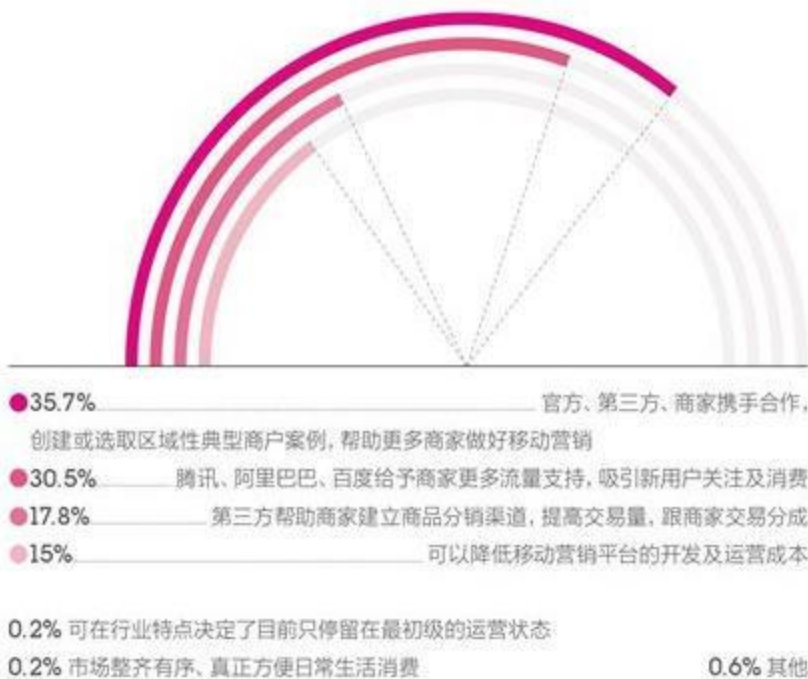 35.7% 官方、第三方、商家携手合作,
创建或选取区域性典型商户案例, 帮助更多商家做好移动营销
30.5% 腾讯、阿里巴巴、百度给予商家更多流量支持, 吸引新用户关注及消费
17.8% 第三方帮助商家建立商品分销渠道, 提高交易量, 跟商家交易分成
15% 可以降低移动营销平台的开发及运营成本
0.2% 可在行业特点决定了目前只停留在最初级的运营状态
0.2% 市场整齐有序、真正方便日常生活消费 0.6% 其他